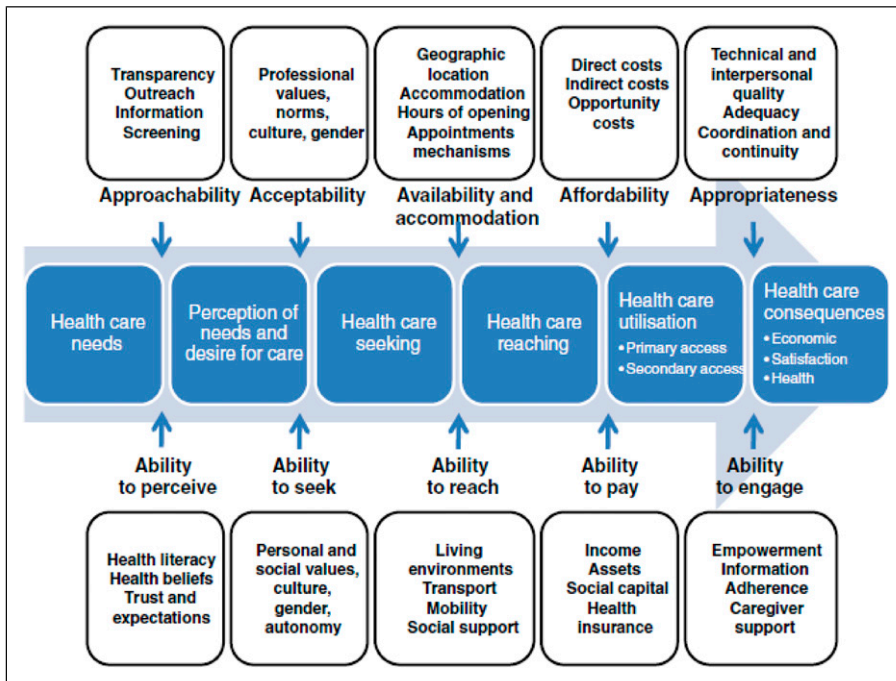 Transparency
Outreach
Information
Screening
Professional
values,
norms,
culture, gender
Geographic
location
Accommodation
Hours of opening
Appointments
mechanisms
Direct costs
Indirect costs
Opportunity
costs
Technical and
interpersonal
quality
Adequacy
Coordination and
continuity
Approachability
Acceptability
Availability and
accommodation
Affordability
Appropriateness
Health care
needs
Perception of
needs and
desire for care
Health care
seeking
Health care
reaching
Health care
utilisation
• Primary access
• Secondary access
Health care
consequences
• Economic
• Satisfaction
• Health
Ability
to perceive
Ability
to seek
Ability
to reach
Ability
to pay
Ability
to engage
Health literacy
Health beliefs
Trust and
expectations
Personal and
social values,
culture,
gender,
autonomy
Living
environments
Transport
Mobility
Social support
Income
Assets
Social capital
Health
insurance
Empowerment
Information
Adherence
Caregiver
support